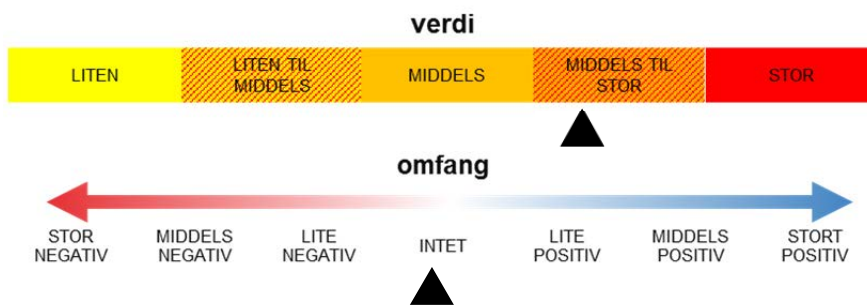 verdi
LITEN
LITEN TIL
MIDDELS
MIDDELS
MIDDELS TIL
STOR
STOR
omfang
STOR
NEGATIV
MIDDELS
NEGATIV
LITE
NEGATIV
INTET
LITE
POSITIV
MIDDELS
POSITIV
STORT
POSITIV